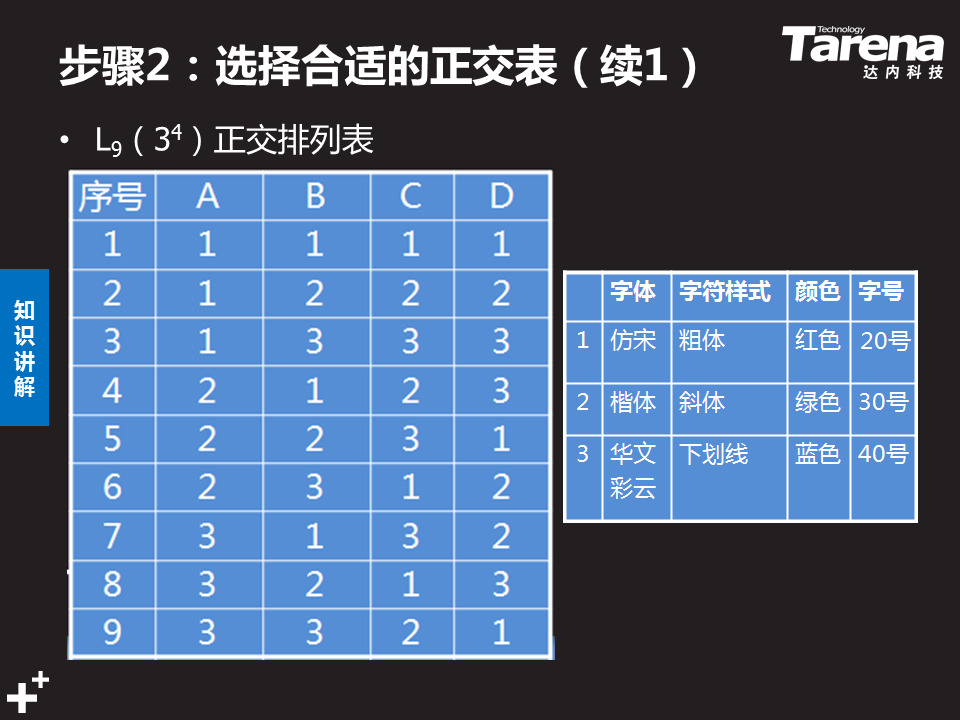 步骤2：选择合适的正交表（续1）
Technology
Tarena
达内科技
• L₉（3⁴）正交排列表
序号 A B C D
1 1 1 1 1
2 1 2 2 2
3 1 3 3 3
4 2 1 2 3
5 2 2 3 1
6 2 3 1 2
7 3 1 3 2
8 3 2 1 3
9 3 3 2 1
知
识
讲
解
字体 字符样式 颜色 字号
1 仿宋 粗体 红色 20号
2 楷体 斜体 绿色 30号
3 华文 下划线 蓝色 40号
彩云